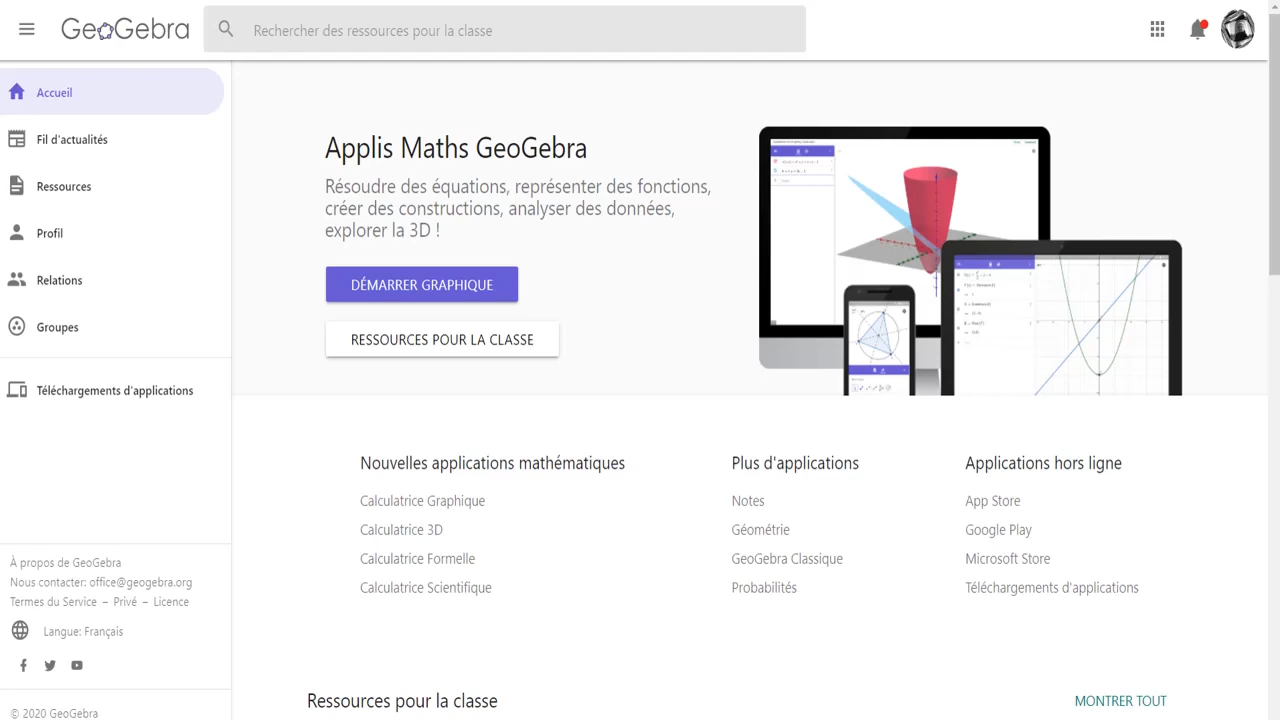 GeoGebra
Rechercher des ressources pour la classe
Accueil
Fil d'actualités
Ressources
Profil
Relations
Groupes
Téléchargements d'applications
À propos de GeoGebra
Nous contacter: office@geogebra.org
Termes du Service – Privé – Licence
Langue: Français
© 2020 GeoGebra
Applis Maths GeoGebra
Résoudre des équations, représenter des fonctions,
créer des constructions, analyser des données,
explorer la 3D !
DÉMARRER GRAPHIQUE
RESSOURCES POUR LA CLASSE
Nouvelles applications mathématiques
Calculatrice Graphique
Calculatrice 3D
Calculatrice Formelle
Calculatrice Scientifique
Plus d'applications
Notes
Géométrie
GeoGebra Classique
Probabilités
Applications hors ligne
App Store
Google Play
Microsoft Store
Téléchargements d'applications
Ressources pour la classe
MONTRER TOUT